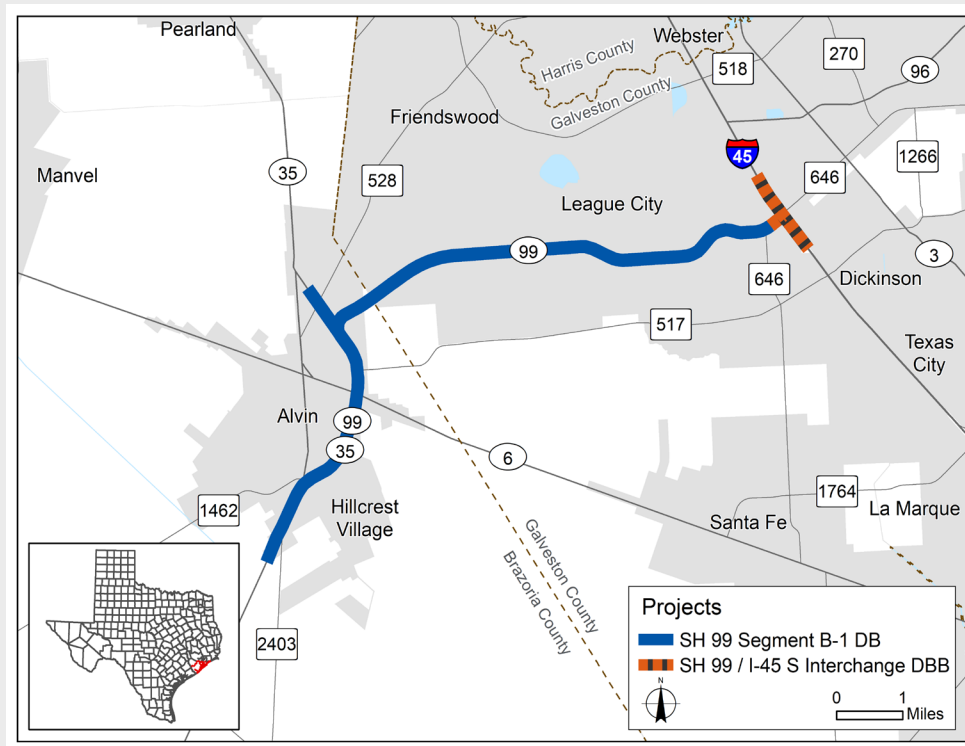 Pearland
Webster
Harris County
270
518
96
Galveston County
Friendswood
45
1266
35
528
646
Manvel
League City
99
646
3
Dickinson
517
Texas
City
Alvin
99
35
6
1764
1462
Hillcrest
Village
La Marque
Santa Fe
Galveston County
Brazoria County
2403
Projects
SH 99 Segment B-1 DB
SH 99 / I-45 S Interchange DBB
N
0 1
Miles